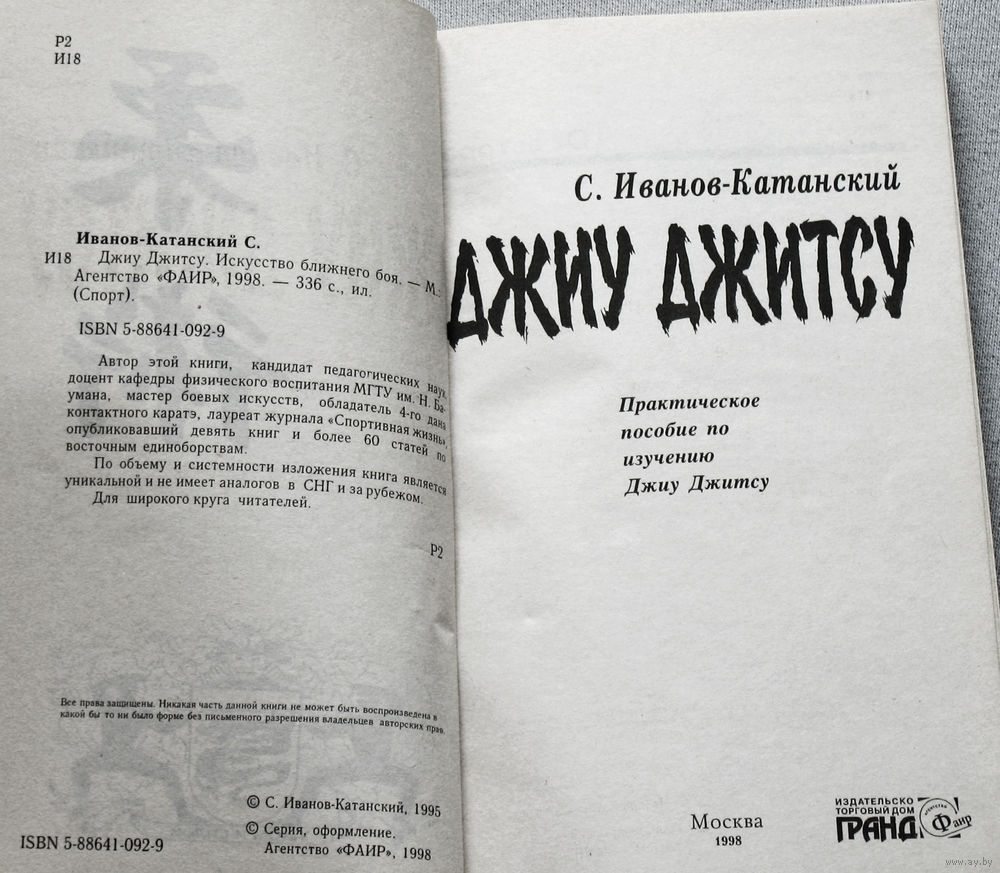 Р2
И18
Иванов-Катанский С.
И18 Джиу Джитсу. Искусство ближнего боя. — М.:
Агентство «ФАИР», 1998. — 336 с., ил.
(Спорт).
ISBN 5-88641-092-9
Автор этой книги, кандидат педагогических наук,
доцент кафедры физического воспитания МГТУ им. Н. Ба-
умана, мастер боевых искусств, обладатель 4-го дана
контактного каратэ, лауреат журнала «Спортивная жизнь»,
опубликовавший девять книг и более 60 статей по
восточным единоборствам.
По объему и системности изложения книга является
уникальной и не имеет аналогов в СНГ и за рубежом.
Для широкого круга читателей.
Р2
Все права защищены. Никакая часть данной книги не может быть воспроизведена в
какой бы то ни было форме без письменного разрешения владельцев авторских прав.
© С. Иванов-Катанский, 1995
© Серия, оформление.
Агентство «ФАИР», 1998
ISBN 5-88641-092-9
С. Иванов-Катанский
ДЖИУ ДЖИТСУ
Практическое
пособие по
изучению
Джиу Джитсу
Москва
1998
ИЗДАТЕЛЬСКО
ТОРГОВЫЙ ДОМ
ГРАНД
АГЕНТСТВО
Фаир
www.ay.by